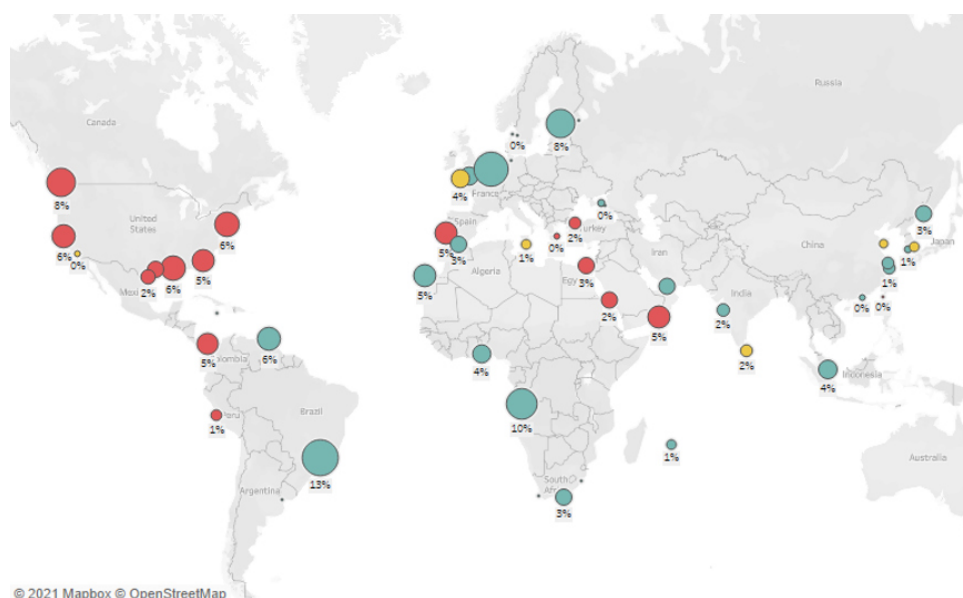 Russia
Canada
0%
8%
G
4%
France
8%
United
States
Spain
Turkey
0%
China
3%
Japan
6%
6%
0%
5%
3%
1%
0%
2%
Iran
1%
Mexi
2%
6%
5%
5%
Algeria
Egy
3%
2%
5%
India
2%
1%
0%
0%
5%
olombia
6%
4%
2%
4%
Indonesia
Peru
1%
Brazil
10%
13%
1%
Australia
Argentina
South
Afri
3%
© 2021 Mapbox © OpenStreetMap